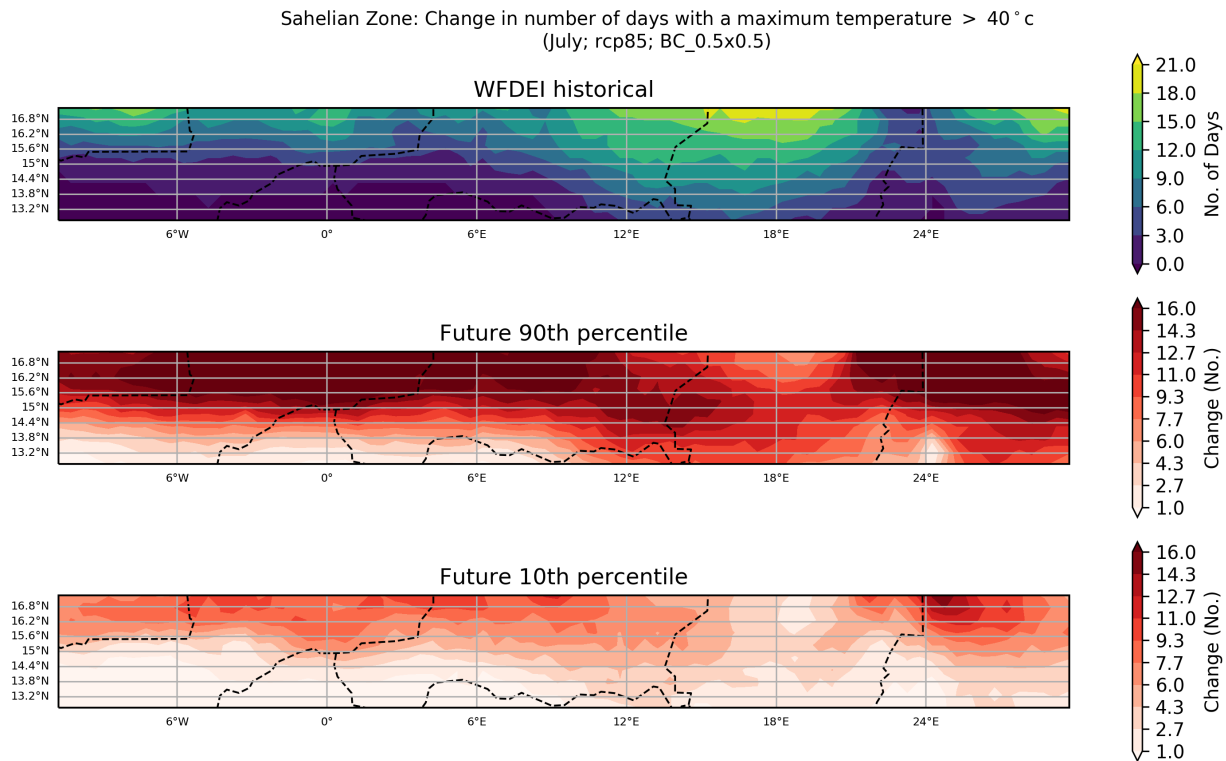 Sahelian Zone: Change in number of days with a maximum temperature > 40°c
(July; rcp85; BC_0.5x0.5)
WFDEI historical
16.8°N
16.2°N
15.6°N
15°N
14.4°N
13.8°N
13.2°N
6°W 0° 6°E 12°E 18°E 24°E
21.0
18.0
15.0
12.0
9.0
6.0
3.0
0.0
No. of Days
Future 90th percentile
16.8°N
16.2°N
15.6°N
15°N
14.4°N
13.8°N
13.2°N
6°W 0° 6°E 12°E 18°E 24°E
16.0
14.3
12.7
11.0
9.3
7.7
6.0
4.3
2.7
1.0
Change (No.)
Future 10th percentile
16.8°N
16.2°N
15.6°N
15°N
14.4°N
13.8°N
13.2°N
6°W 0° 6°E 12°E 18°E 24°E
16.0
14.3
12.7
11.0
9.3
7.7
6.0
4.3
2.7
1.0
Change (No.)